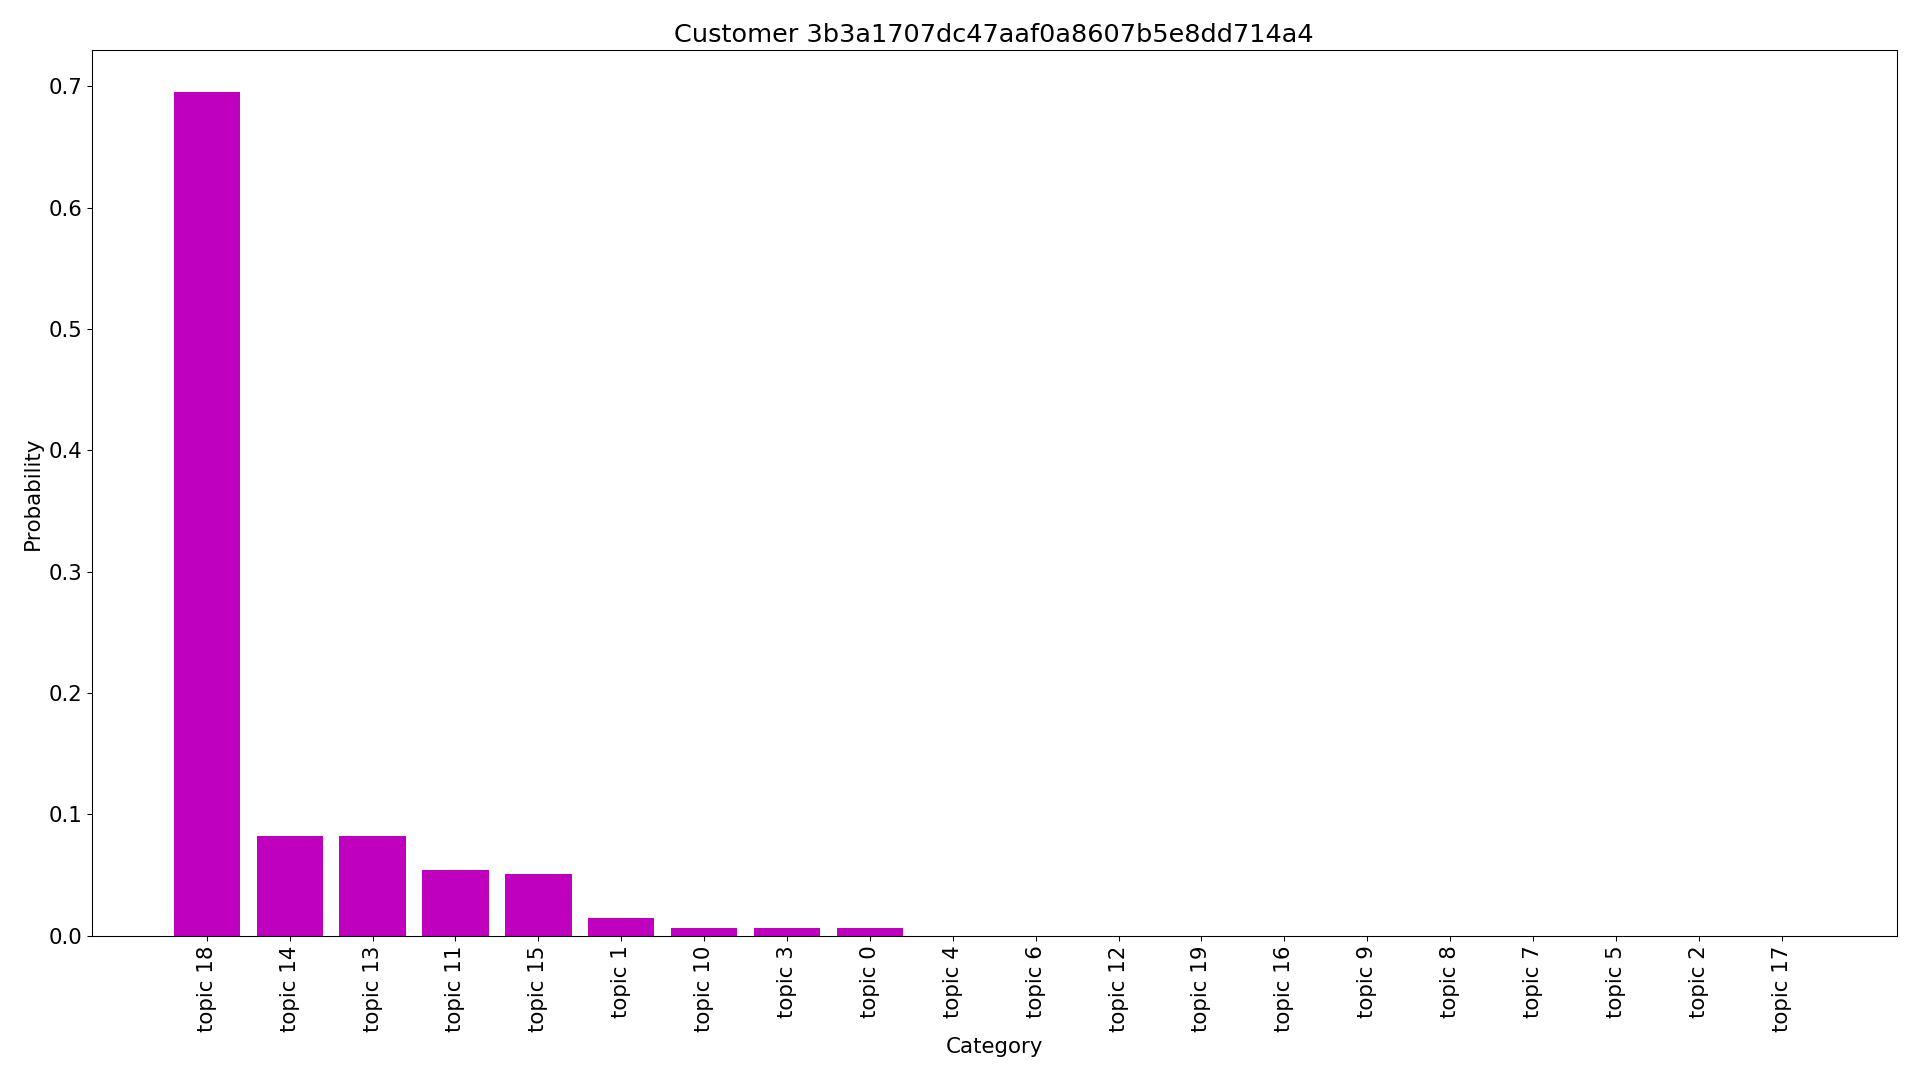 Customer 3b3a1707dc47aaf0a8607b5e8dd714a4
Probability
0.7
0.6
0.5
0.4
0.3
0.2
0.1
0.0
topic 18
topic 14
topic 13
topic 11
topic 15
topic 1
topic 10
topic 3
topic 0
topic 4
topic 6
topic 12
topic 19
topic 16
topic 9
topic 8
topic 7
topic 5
topic 2
topic 17
Category